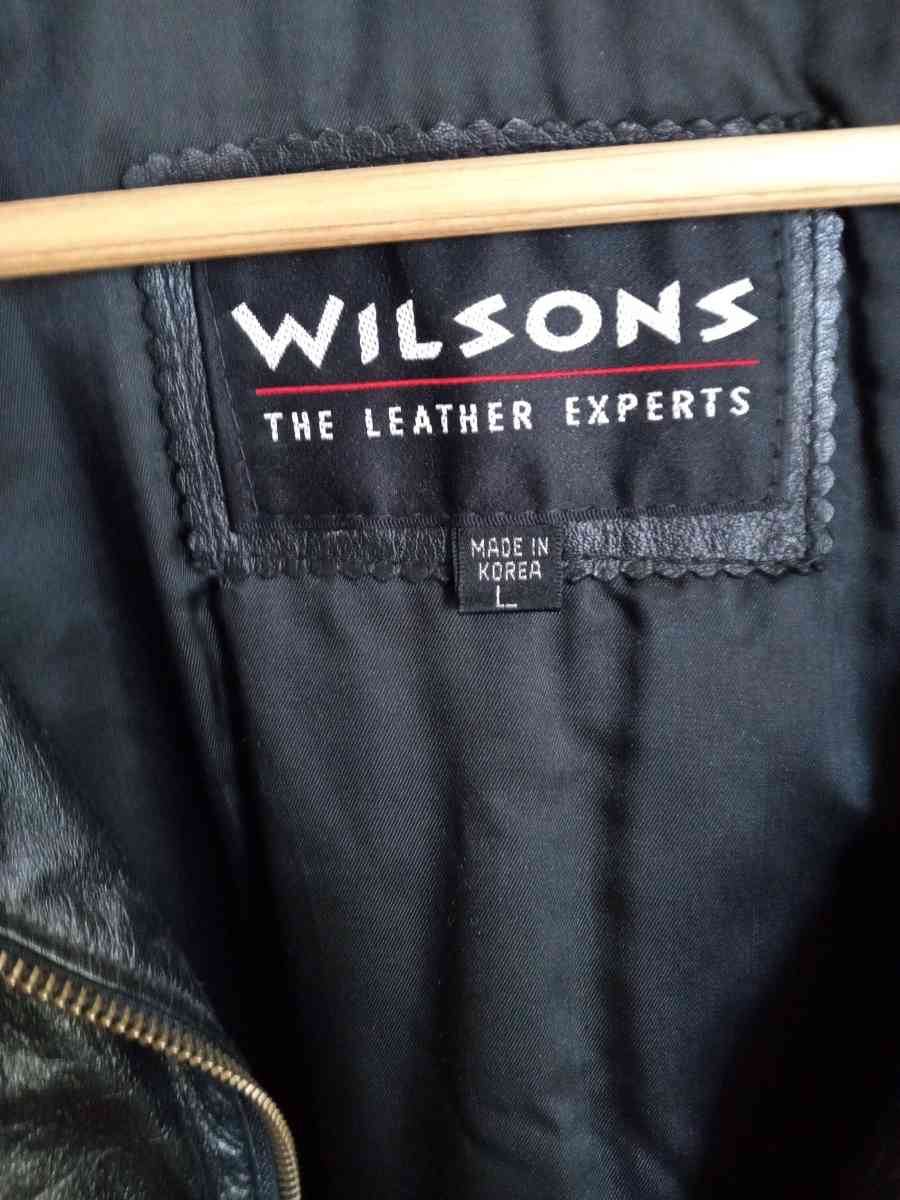 WILSONS
THE LEATHER EXPERTS
MADE IN
KOREA
L